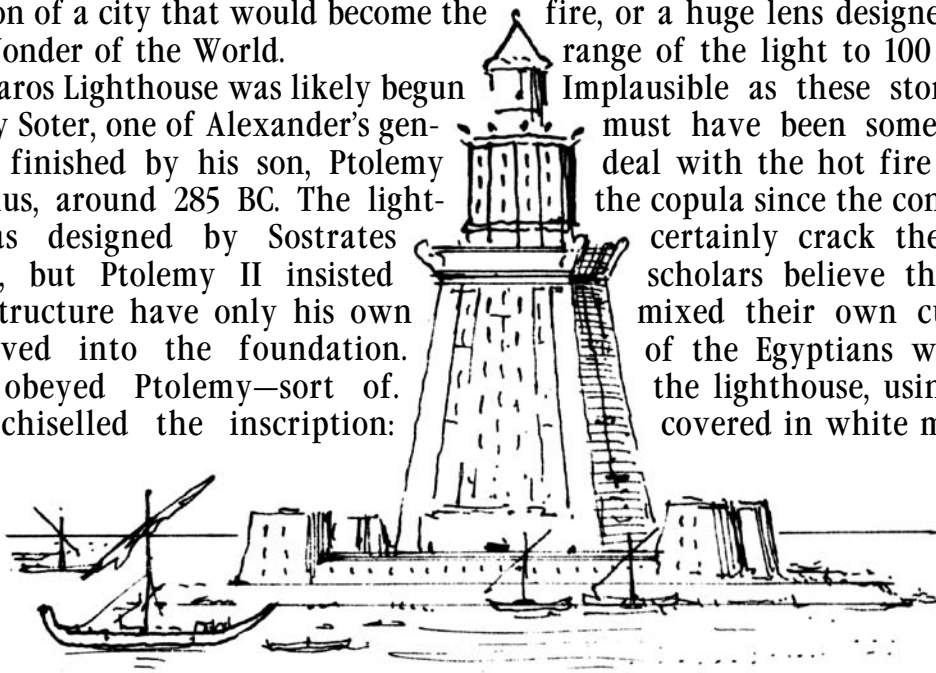 on of a city that would become the
Wonder of the World.
aros Lighthouse was likely begun
y Soter, one of Alexander’s gen-
finished by his son, Ptolemy
us, around 285 BC. The light-
as designed by Sostrates
, but Ptolemy II insisted
tructure have only his own
ved into the foundation.
obeyed Ptolemy—sort of.
chiselled the inscription:
fire, or a huge lens designe
range of the light to 100
Implausible as these stor
must have been some
deal with the hot fire
the copula since the con
certainly crack the
scholars believe th
mixed their own cu
of the Egyptians w
the lighthouse, usin
covered in white m